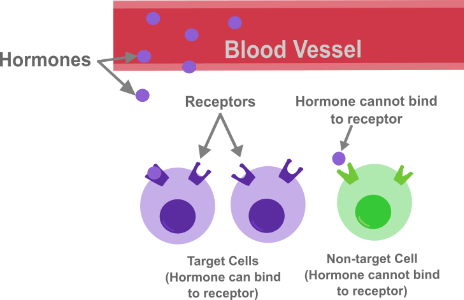 Blood Vessel
Hormones
Receptors
Hormone cannot bind
to receptor
Target Cells
(Hormone can bind
to receptor)
Non-target Cell
(Hormone cannot bind
to receptor)